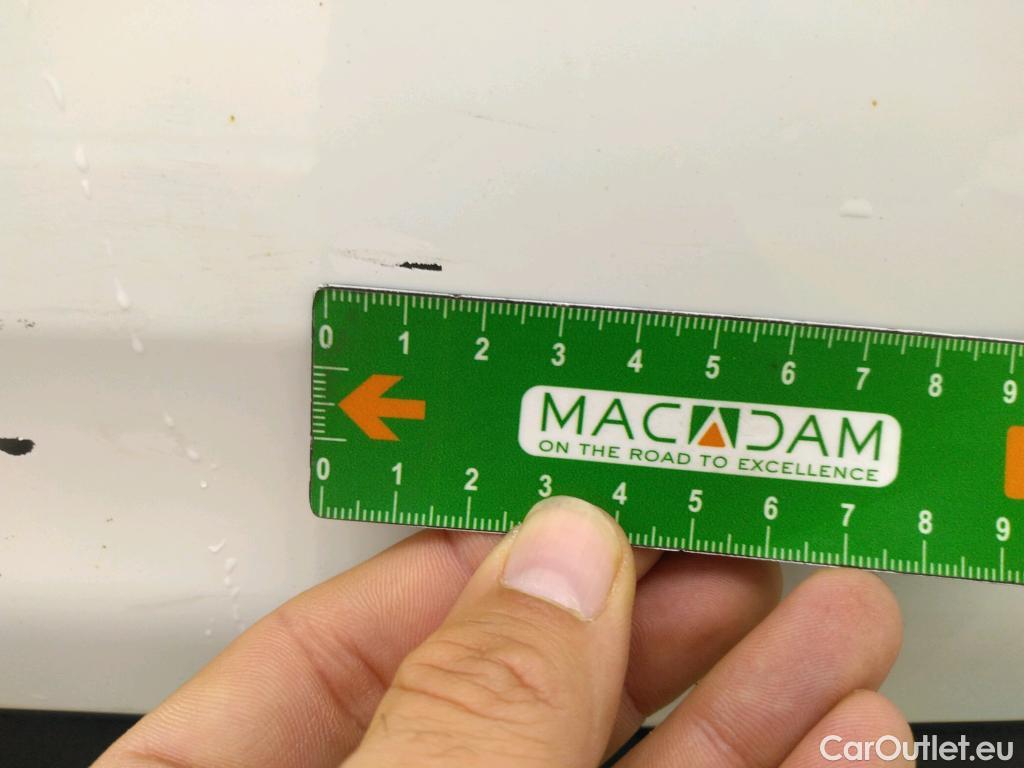 0 1 2 3 4 5 6 7 8 9
MACADAM
ON THE ROAD TO EXCELLENCE
0 1 2 3 4 5 6 7 8 9
CarOutlet.eu